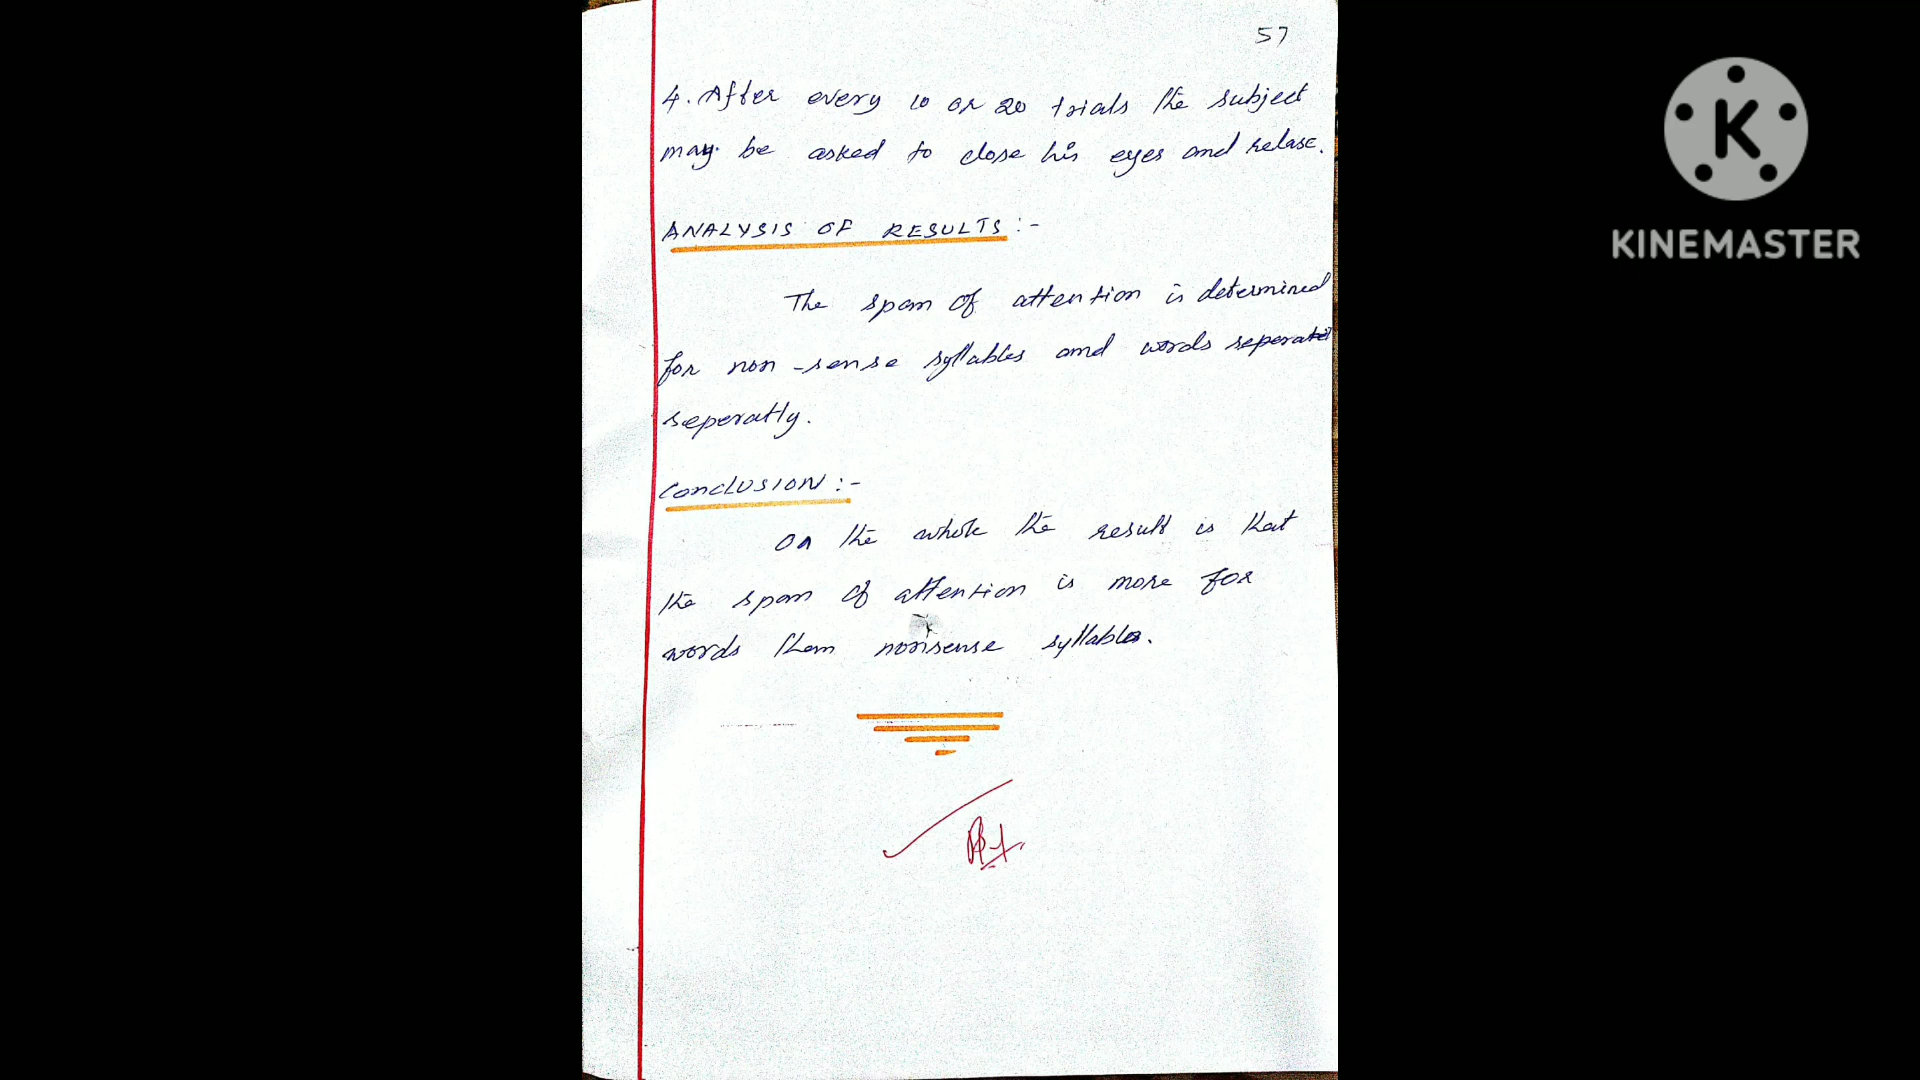 57
4. After every 10 or 20 trials the subject
may be asked to close his eyes and relax.
ANALYSIS OF RESULTS :-
The span of attention is determined
for non-sense syllables and words seperat
seperatly.
CONCLUSION :-
On the whole the result is that
the span of attention is more for
words than nonsense syllables.
K
KINEMASTER